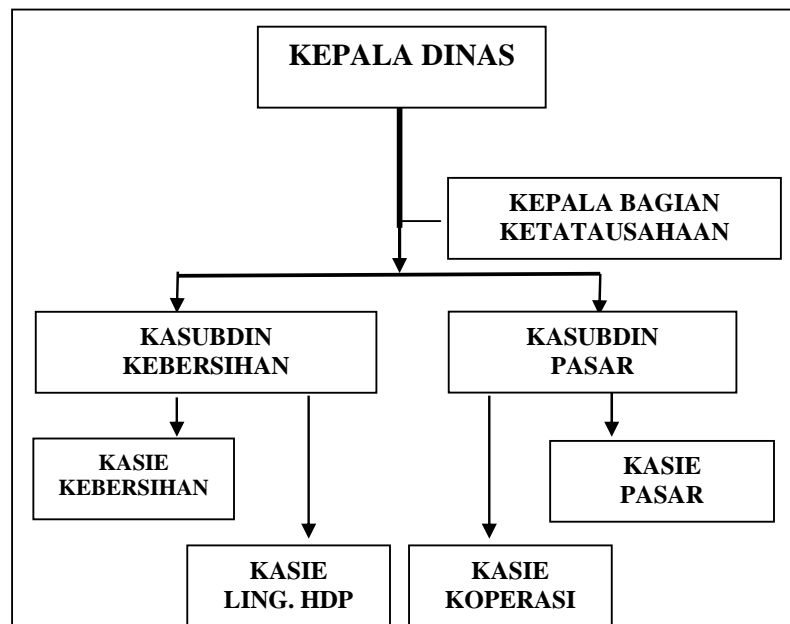 KEPALA DINAS
KEPALA BAGIAN
KETATAUSAHAAN
KASUBDIN
KEBERSIHAN
KASUBDIN
PASAR
KASIE
KEBERSIHAN
KASIE
PASAR
KASIE
LING. HDP
KASIE
KOPERASI